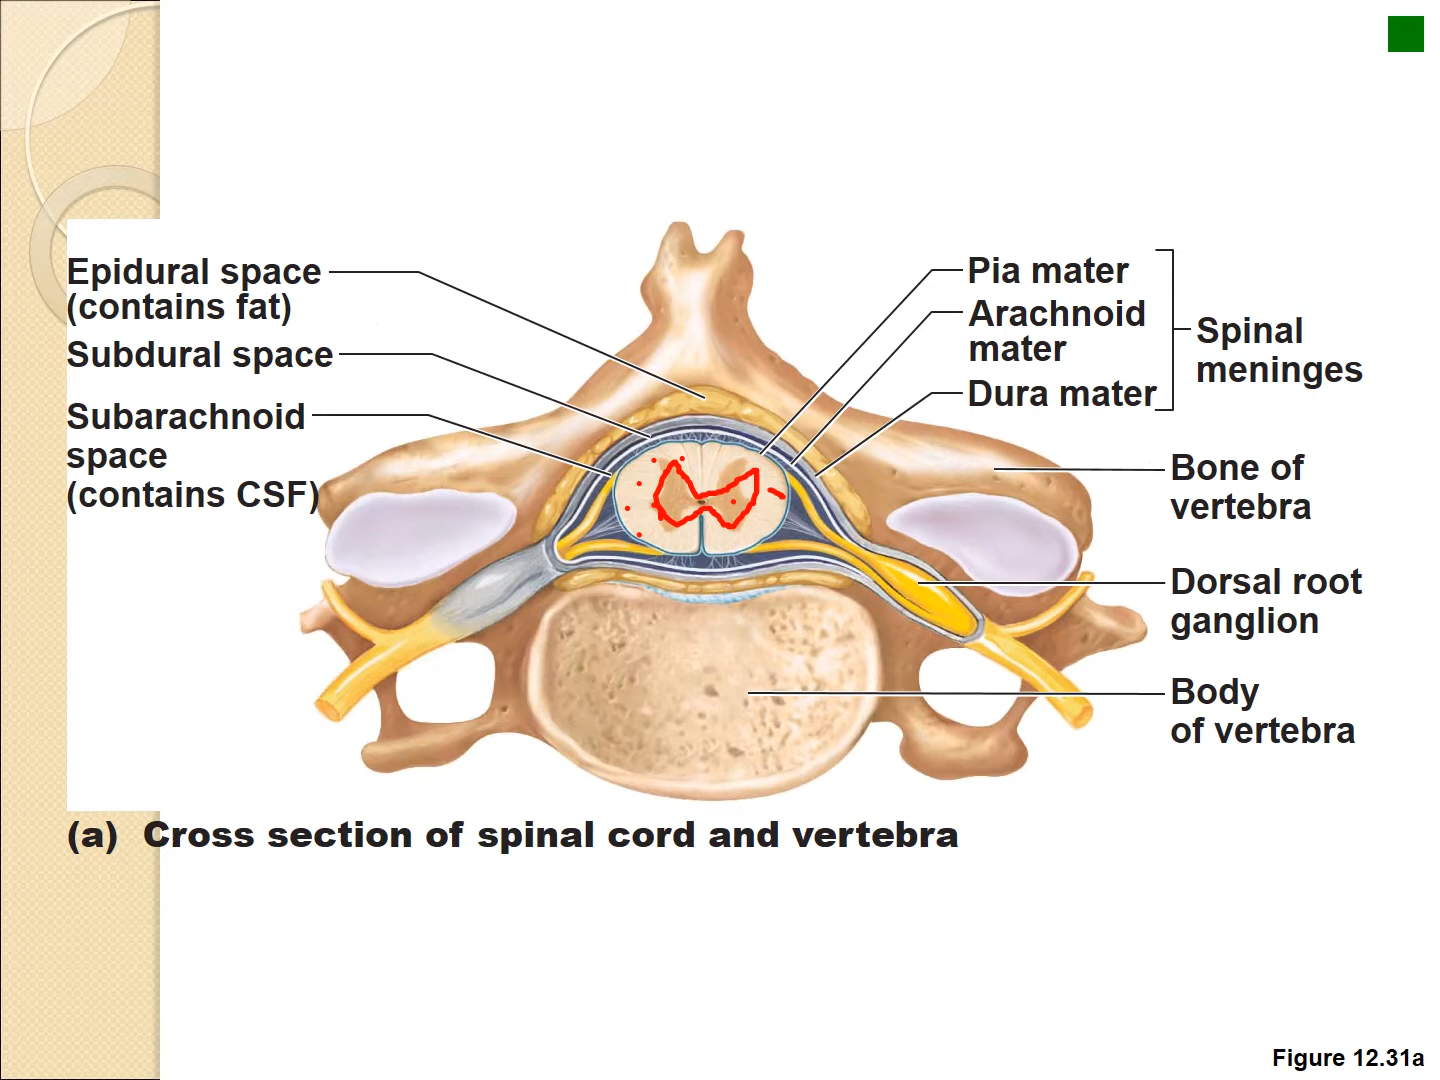 Epidural space
(contains fat)
Subdural space
Subarachnoid
space
(contains CSF)
Pia mater
Arachnoid
mater
Dura mater
Spinal
meninges
Bone of
vertebra
Dorsal root
ganglion
Body
of vertebra
(a) Cross section of spinal cord and vertebra
Figure 12.31a